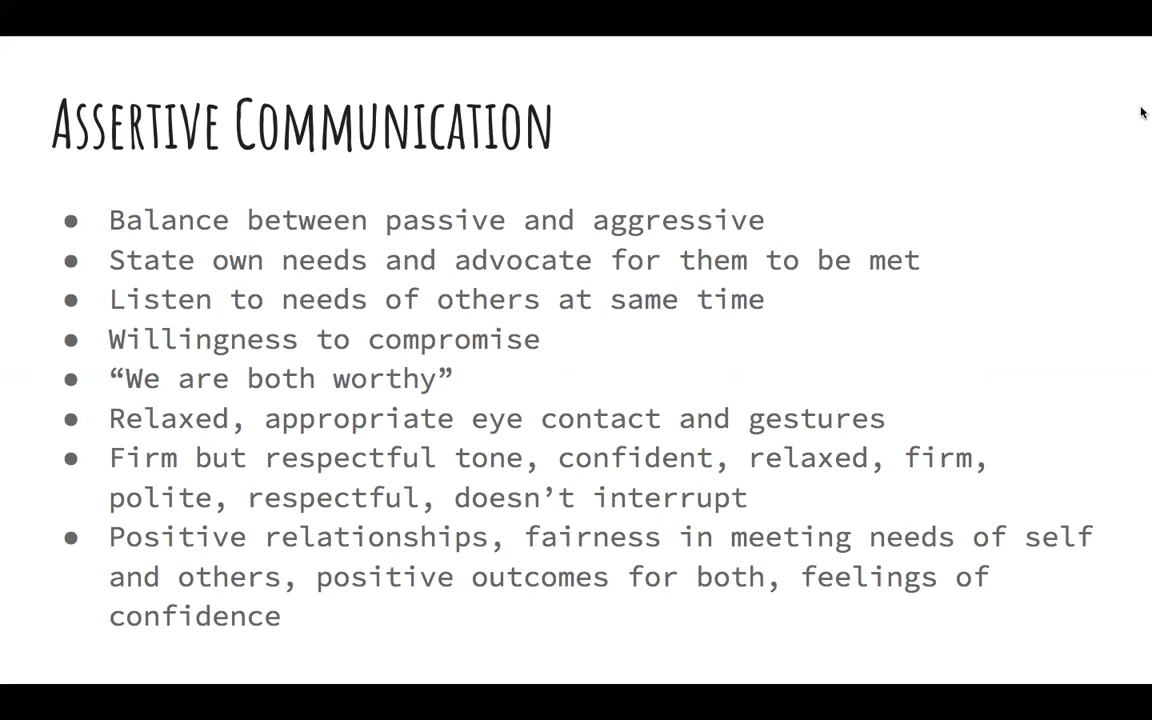 Assertive Communication
● Balance between passive and aggressive
● State own needs and advocate for them to be met
● Listen to needs of others at same time
● Willingness to compromise
● “We are both worthy”
● Relaxed, appropriate eye contact and gestures
● Firm but respectful tone, confident, relaxed, firm,
polite, respectful, doesn’t interrupt
● Positive relationships, fairness in meeting needs of self
and others, positive outcomes for both, feelings of
confidence